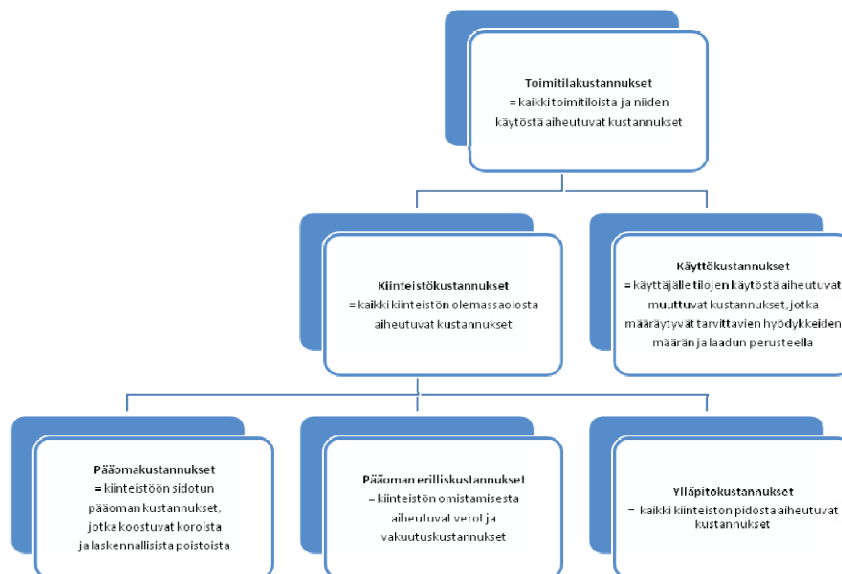 Toimitilakustannukset
= kaikki toimitiloista ja niiden
käytöstä aiheutuvat kustannukset
Kiinteistökustannukset
= kaikki kiinteistön olemassaolosta
aiheutuvat kustannukset
Käyttökustannukset
= käyttäjälle tilojen käytöstä aiheutuvat
muuttuvat kustannukset, jotka
määräytyvät tarvittavien hyödykkeiden
määrän ja laadun perusteella
Pääomakustannukset
= kiinteistöön sidotun
pääoman kustannukset,
jotka koostuvat koroista
ja laskennallisista poistoista
Pääoman erilliskustannukset
= kiinteistön omistamisesta
aiheutuvat verot ja
vakuutuskustannukset
Ylläpitokustannukset
= kaikki kiinteistön pidosta aiheutuvat
kustannukset